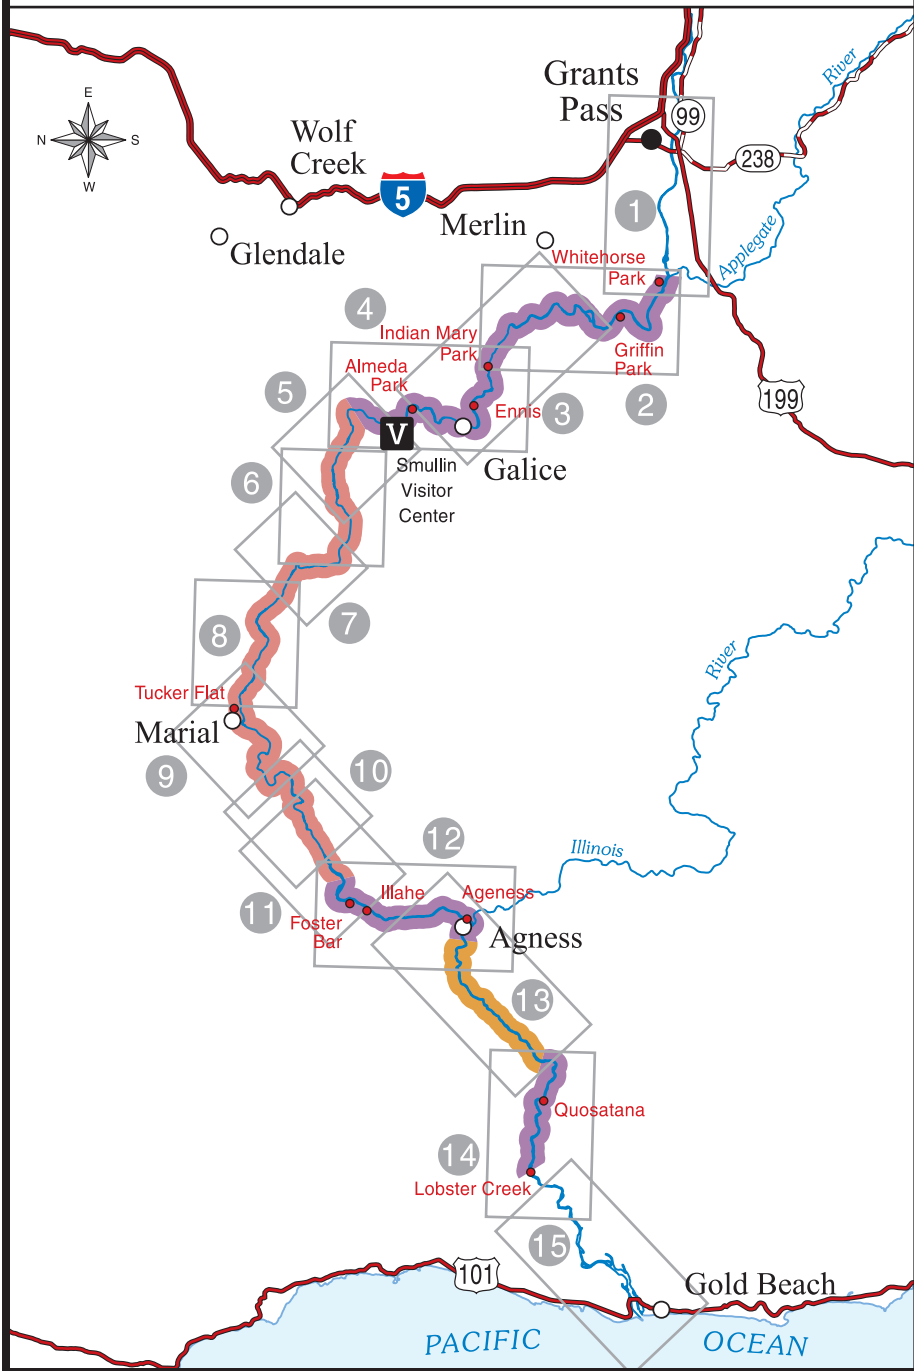 River
Grants
Pass
99
E
N
S
W
Wolf
Creek
238
5
1
Merlin
Applegate
Glendale
Whitehorse
Park
4
Indian Mary
Park
Griffin
Park
Almeda
Park
5
199
2
3
Ennis
V
Smullin
Visitor
Center
Galice
6
7
8
River
Tucker Flat
Marial
9
10
12
Illinois
11
Illahe
Ageness
Foster
Bar
Agness
13
Quosatana
14
Lobster Creek
15
101
Gold Beach
PACIFIC
OCEAN